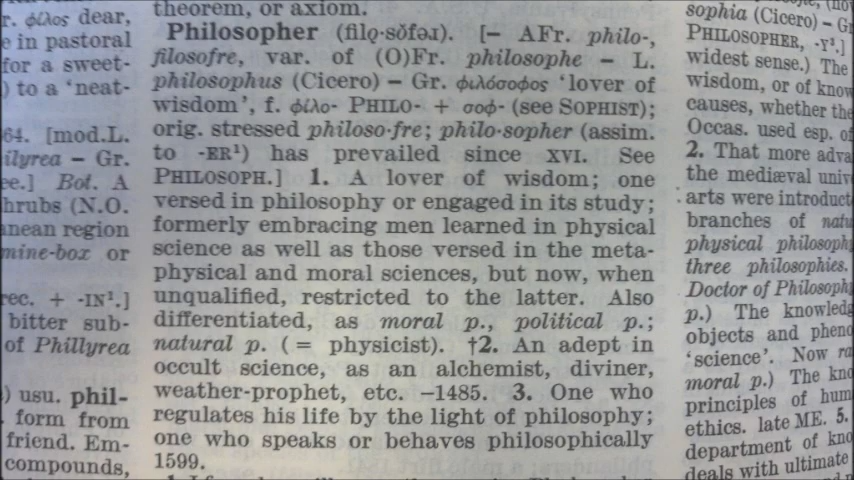 r. φίλος dear,
e in pastoral
for a sweet-
) to a ‘neat-
64. [mod.L.
ilyrea – Gr.
ee.] Bot. A
hrubs (N.O.
anean region
mine-box or
rec. + -IN¹.]
bitter sub-
of Phillyrea
) usu. phil-
form from
friend. Em-
compounds,
theorem, or axiom.
Philosopher (filǫ·sŏfəɹ). [– AFr. philo-,
filosofre, var. of (O)Fr. philosophe – L.
philosophus (Cicero) – Gr. φιλόσοφος ‘lover of
wisdom’, f. φίλο- PHILO- + σοφ- (see SOPHIST);
orig. stressed philoso·fre; philo·sopher (assim.
to -ER¹) has prevailed since XVI. See
PHILOSOPH.] 1. A lover of wisdom; one
versed in philosophy or engaged in its study;
formerly embracing men learned in physical
science as well as those versed in the meta-
physical and moral sciences, but now, when
unqualified, restricted to the latter. Also
differentiated, as moral p., political p.;
natural p. (= physicist). †2. An adept in
occult science, as an alchemist, diviner,
weather-prophet, etc. –1485. 3. One who
regulates his life by the light of philosophy;
one who speaks or behaves philosophically
1599.
sophia (Cicero) – Gr
PHILOSOPHER, -Y³.]
widest sense.) The
wisdom, or of know
causes, whether the
Occas. used esp. of
2. That more adva
the mediæval univ
arts were introduct
branches of natu
physical philosoph
three philosophies.
Doctor of Philosoph
p.) The knowledg
objects and pheno
‘science’. Now ra
moral p.) The kno
principles of hum
ethics. late ME. 5.
department of kno
deals with ultimate